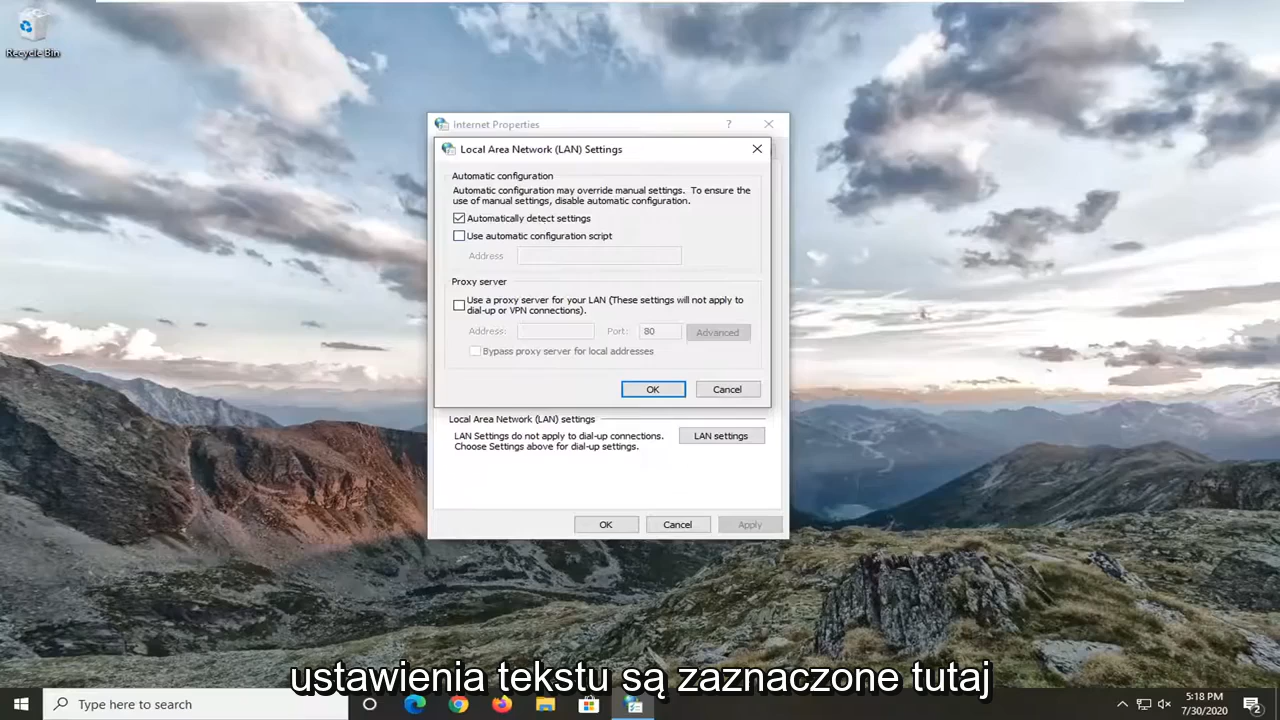 Recycle Bin
Internet Properties
?
Local Area Network (LAN) Settings
Automatic configuration
Automatic configuration may override manual settings. To ensure the
use of manual settings, disable automatic configuration.
Automatically detect settings
Use automatic configuration script
Address
Proxy server
Use a proxy server for your LAN (These settings will not apply to
dial-up or VPN connections).
Address: Port: 80 Advanced
Bypass proxy server for local addresses
OK Cancel
Local Area Network (LAN) settings
LAN Settings do not apply to dial-up connections.
Choose Settings above for dial-up settings.
LAN settings
OK Cancel Apply
ustawienia tekstu są zaznaczone tutaj
Type here to search
5:18 PM
7/30/2020
2